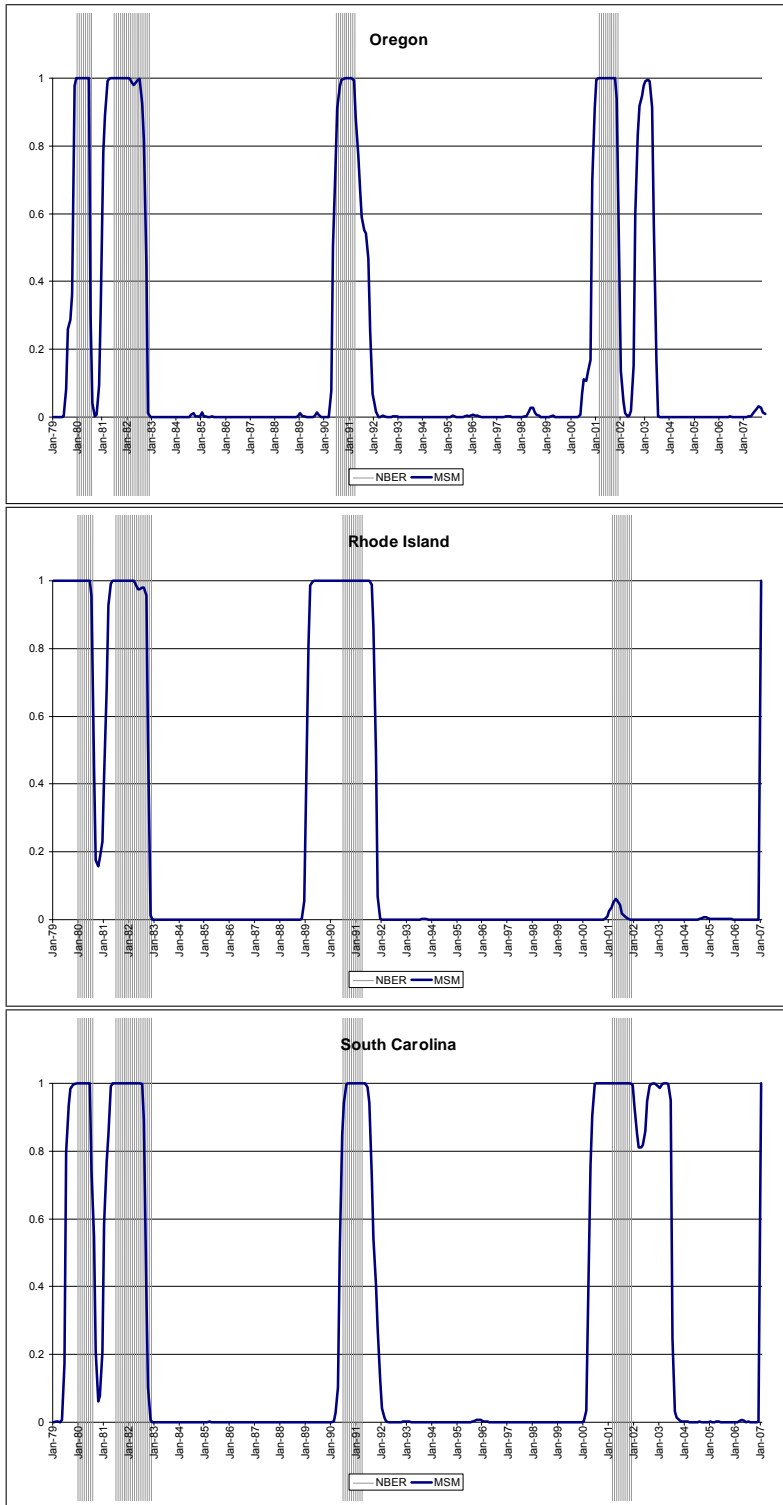 Oregon
1
0.8
0.6
0.4
0.2
0
Jan-79
Jan-80
Jan-81
Jan-82
Jan-83
Jan-84
Jan-85
Jan-86
Jan-87
Jan-88
Jan-89
Jan-90
Jan-91
Jan-92
Jan-93
Jan-94
Jan-95
Jan-96
Jan-97
Jan-98
Jan-99
Jan-00
Jan-01
Jan-02
Jan-03
Jan-04
Jan-05
Jan-06
Jan-07
NBER MSM
Rhode Island
1
0.8
0.6
0.4
0.2
0
Jan-79
Jan-80
Jan-81
Jan-82
Jan-83
Jan-84
Jan-85
Jan-86
Jan-87
Jan-88
Jan-89
Jan-90
Jan-91
Jan-92
Jan-93
Jan-94
Jan-95
Jan-96
Jan-97
Jan-98
Jan-99
Jan-00
Jan-01
Jan-02
Jan-03
Jan-04
Jan-05
Jan-06
Jan-07
NBER MSM
South Carolina
1
0.8
0.6
0.4
0.2
0
Jan-79
Jan-80
Jan-81
Jan-82
Jan-83
Jan-84
Jan-85
Jan-86
Jan-87
Jan-88
Jan-89
Jan-90
Jan-91
Jan-92
Jan-93
Jan-94
Jan-95
Jan-96
Jan-97
Jan-98
Jan-99
Jan-00
Jan-01
Jan-02
Jan-03
Jan-04
Jan-05
Jan-06
Jan-07
NBER MSM